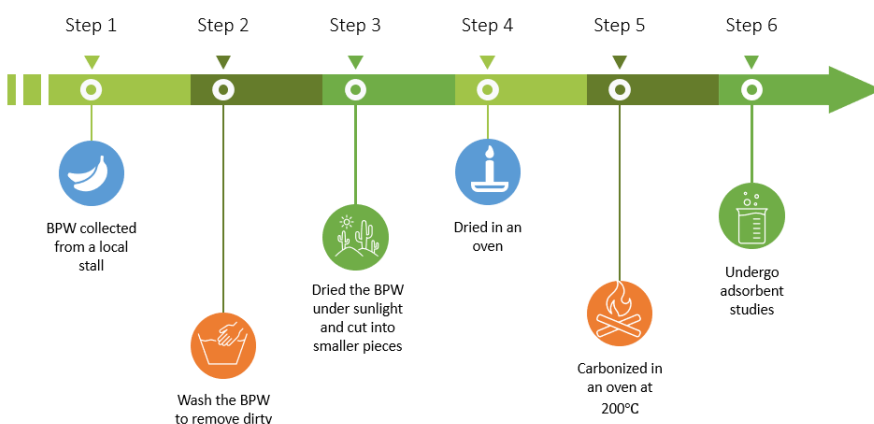 Step 1
Step 2
Step 3
Step 4
Step 5
Step 6
BPW collected
from a local
stall
Wash the BPW
to remove dirty
Dried the BPW
under sunlight
and cut into
smaller pieces
Dried in an
oven
Carbonized in
an oven at
200°C
Undergo
adsorbent
studies